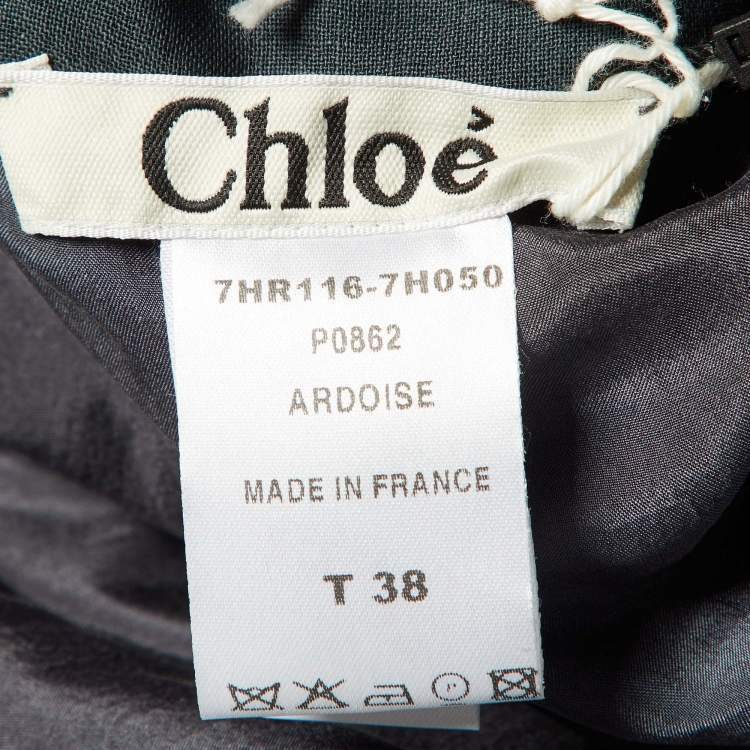 Chloé
7HR116-7H050
P0862
ARDOISE
MADE IN FRANCE
T 38